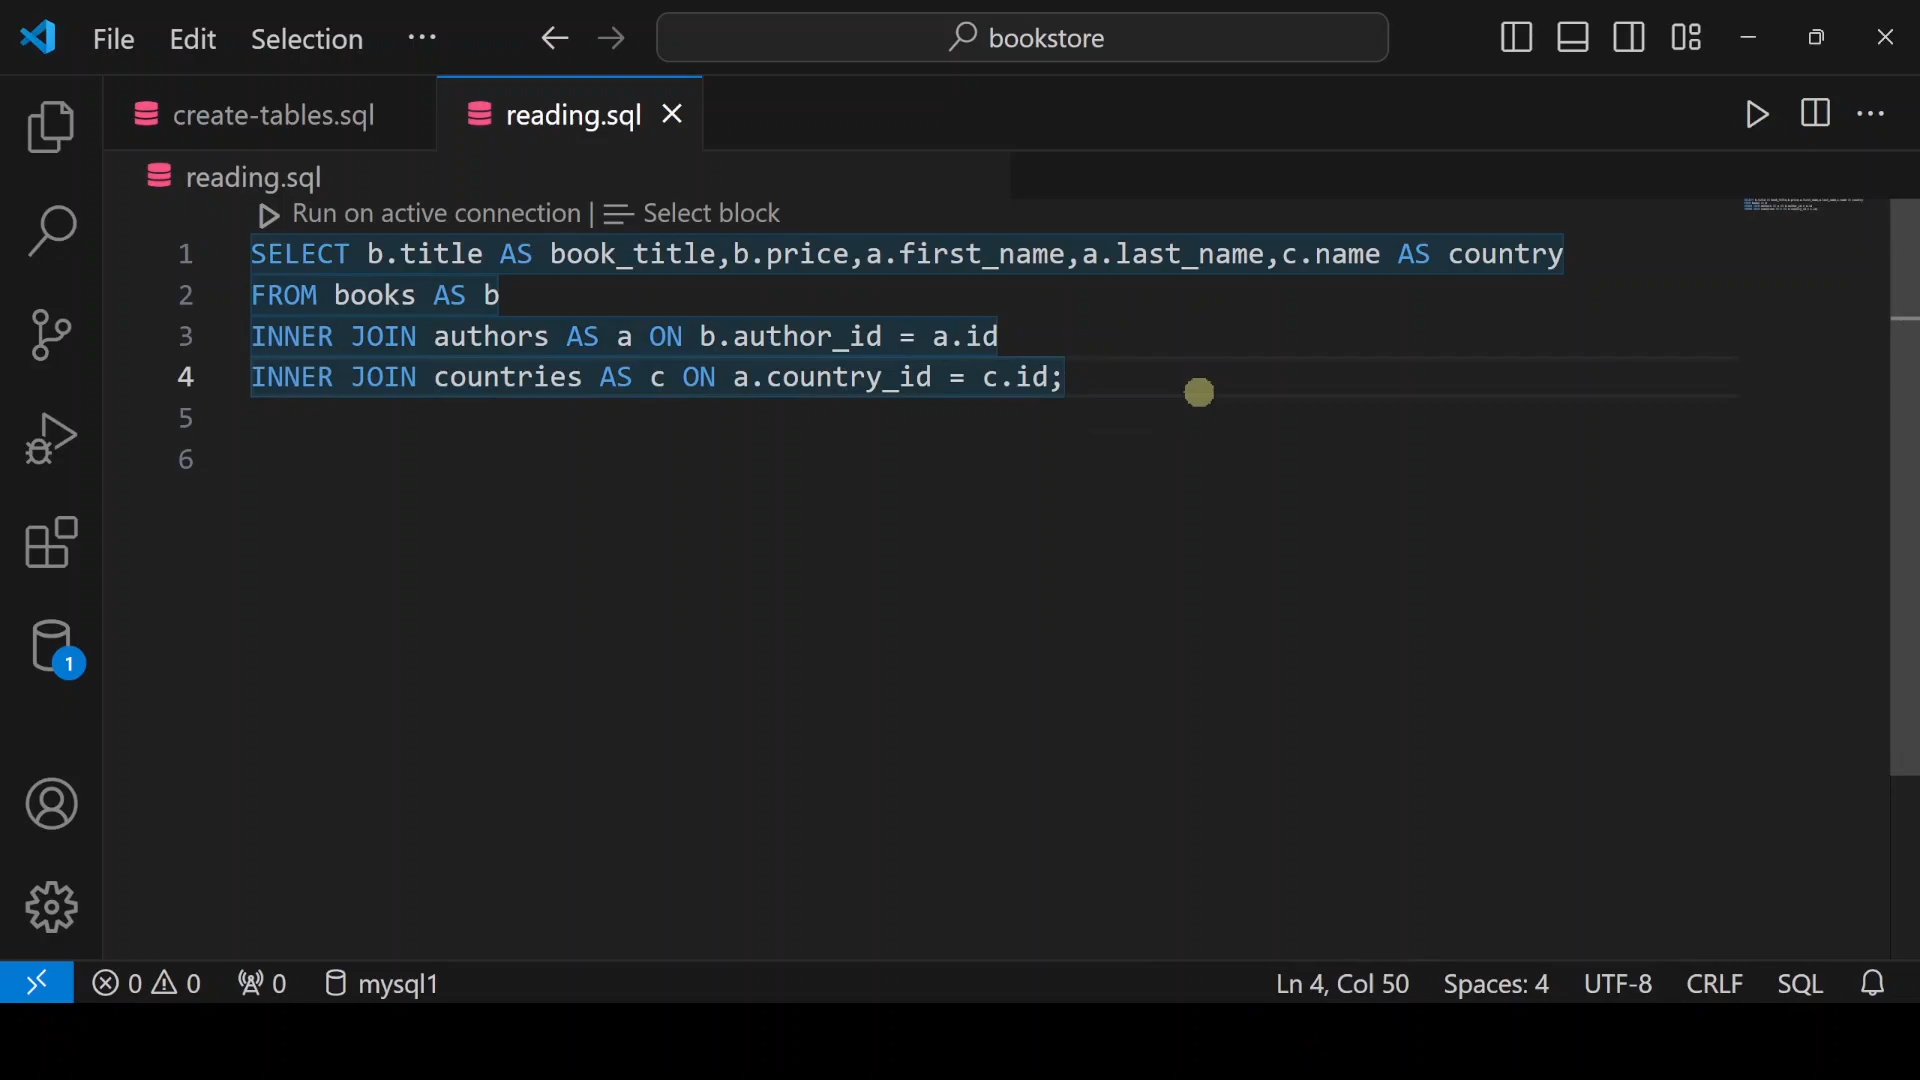 File Edit Selection ··· bookstore
create-tables.sql reading.sql
reading.sql
Run on active connection | Select block
1 SELECT b.title AS book_title,b.price,a.first_name,a.last_name,c.name AS country
2 FROM books AS b
3 INNER JOIN authors AS a ON b.author_id = a.id
4 INNER JOIN countries AS c ON a.country_id = c.id;
5
6
1
0 0 0 mysql1 Ln 4, Col 50 Spaces: 4 UTF-8 CRLF SQL